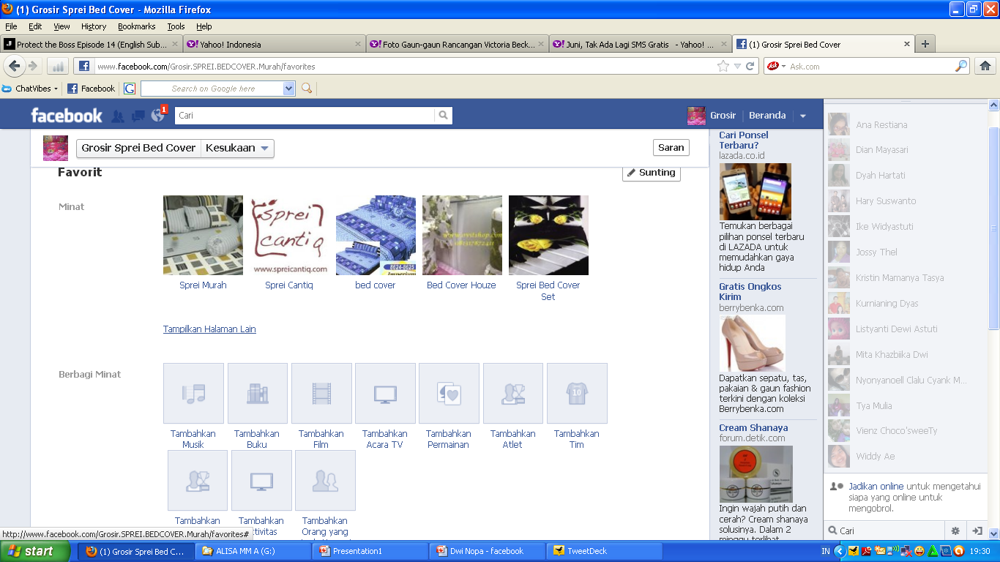 (1) Grosir Sprei Bed Cover - Mozilla Firefox
File Edit View History Bookmarks Tools Help
Protect the Boss Episode 14 (English Sub...
Yahoo! Indonesia
Foto Gaun-gaun Rancangan Victoria Beck...
Juni, Tak Ada Lagi SMS Gratis - Yahoo! ...
(1) Grosir Sprei Bed Cover
www.facebook.com/Grosir.SPREI.BEDCOVER.Murah/favorites
Ask Ask.com
ChatVibes Facebook G Search on Google here
facebook 1 Cari Grosir Beranda
Grosir Sprei Bed Cover Kesukaan Saran
Favorit Sunting
Minat
sprei
cantiq
www.spreicantiq.com
8624-8625
www.ovitshop.com
Sprei Murah
Sprei Cantiq
bed cover
Bed Cover Houze
Sprei Bed Cover
Set
Tampilkan Halaman Lain
Berbagi Minat
10
Tambahkan
Musik
Tambahkan
Buku
Tambahkan
Film
Tambahkan
Acara TV
Tambahkan
Permainan
Tambahkan
Atlet
Tambahkan
Tim
Tambahkan
Tambahkan
Tambahkan
Orang yang
Cari Ponsel
Terbaru?
lazada.co.id
Temukan berbagai
pilihan ponsel terbaru
di LAZADA untuk
memudahkan gaya
hidup Anda
Gratis Ongkos
Kirim
berrybenka.com
Dapatkan sepatu, tas,
pakaian & gaun fashion
terkini dengan koleksi
Berrybenka.com
Cream Shanaya
forum.detik.com
Ingin wajah putih dan
cerah? Cream shanaya
solusinya. Dalam 2
minggu terlihat
Ana Restiana
Dian Mayasari
Dyah Hartati
Hary Suswanto
Ike Widyastuti
Jossy Thel
Kristin Mamanya Tasya
Kurnianing Dyas
Listyanti Dewi Astuti
Mita Khazbiika Dwi
Nyonyanoell Clalu Cyank M...
Tya Mulia
Vienz Choco'sweeTy
Widdy Ae
Jadikan online untuk mengetahui
siapa yang online untuk
mengobrol.
Cari
http://www.facebook.com/Grosir.SPREI.BEDCOVER.Murah/favorites#
start
(1) Grosir Sprei Bed C...
ALISA MM A (G:)
Presentation1
Dwi Nopa - facebook
TweetDeck
IN
19:30